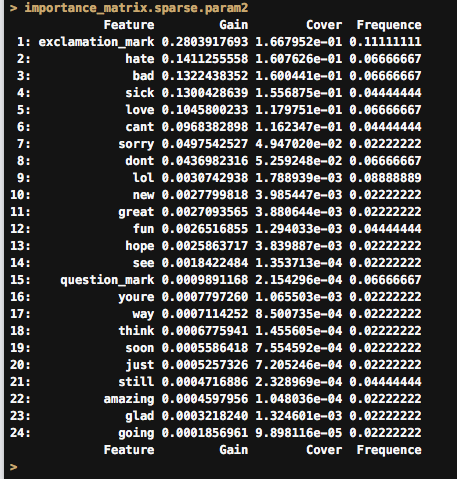 > importance_matrix.sparse.param2
Feature Gain Cover Frequence
1: exclamation_mark 0.2803917693 1.667952e-01 0.11111111
2: hate 0.1411255558 1.607626e-01 0.06666667
3: bad 0.1322438352 1.600441e-01 0.06666667
4: sick 0.1300428639 1.556875e-01 0.04444444
5: love 0.1045800233 1.179751e-01 0.06666667
6: cant 0.0968382898 1.162347e-01 0.04444444
7: sorry 0.0497542527 4.947020e-02 0.02222222
8: dont 0.0436982316 5.259248e-02 0.06666667
9: lol 0.0030742938 1.788939e-03 0.08888889
10: new 0.0027799818 3.985447e-03 0.02222222
11: great 0.0027093565 3.880644e-03 0.02222222
12: fun 0.0026516855 1.294033e-03 0.04444444
13: hope 0.0025863717 3.839887e-03 0.02222222
14: see 0.0018422484 1.353713e-04 0.02222222
15: question_mark 0.0009891168 2.154296e-04 0.06666667
16: youre 0.0007797260 1.065503e-03 0.02222222
17: way 0.0007114252 8.500735e-04 0.02222222
18: think 0.0006775941 1.455605e-04 0.02222222
19: soon 0.0005586418 7.554592e-04 0.02222222
20: just 0.0005257326 7.205246e-04 0.02222222
21: still 0.0004716886 2.328969e-04 0.04444444
22: amazing 0.0004597956 1.048036e-04 0.02222222
23: glad 0.0003218240 1.324601e-03 0.02222222
24: going 0.0001856961 9.898116e-05 0.02222222
Feature Gain Cover Frequence
>